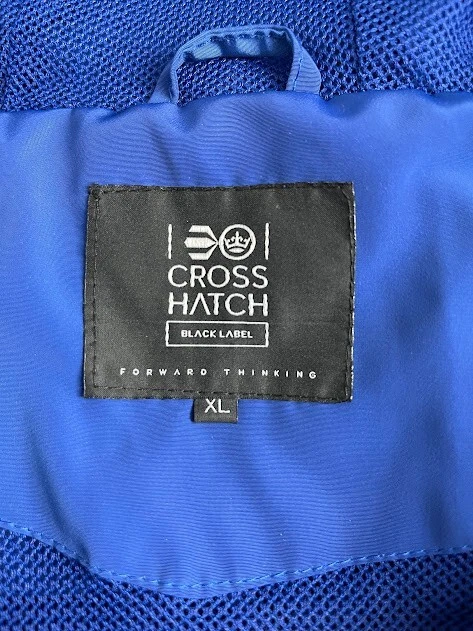 CROSS
HATCH
BLACK LABEL
FORWARD THINKING
XL